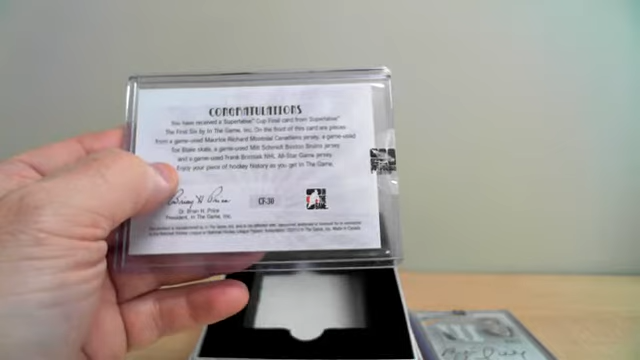 CONGRATULATIONS
You have received a Superlative™ Cup Final card from Superlative™
The First Six by In The Game, Inc. On the front of this card are pieces
from a game-used Maurice Richard Montreal Canadiens jersey, a game-used
Toe Blake skate, a game-used Milt Schmidt Boston Bruins jersey
and a game-used Frank Brimsek NHL All-Star Game jersey.
Enjoy your piece of hockey history as you get In The Game.
Dr. Brian H. Price
President, In The Game, Inc.
CF-30